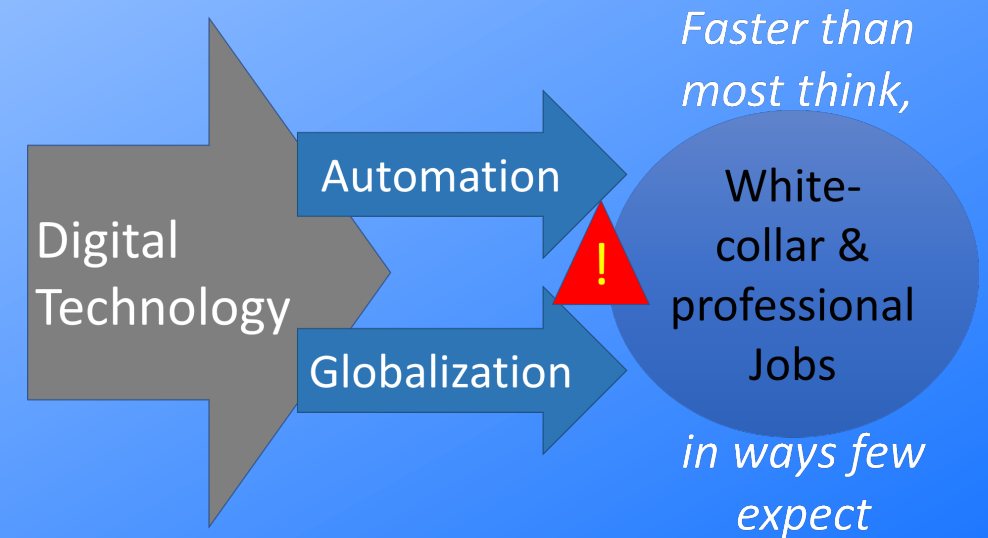 Digital
Technology
Automation
Globalization
!
Faster than
most think,
White-
collar &
professional
Jobs
in ways few
expect